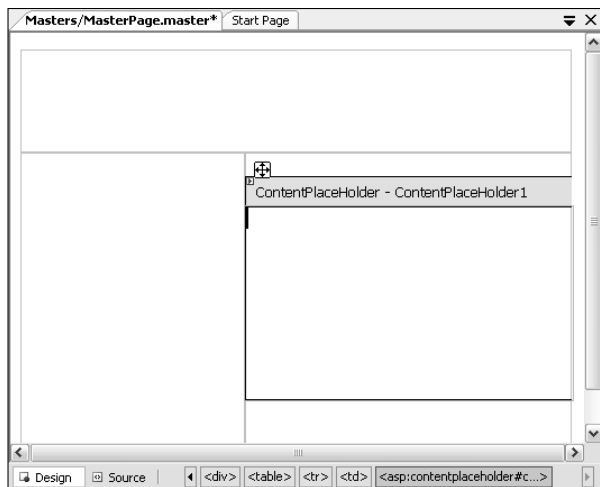 Masters/MasterPage.master* Start Page
ContentPlaceHolder - ContentPlaceHolder1
Design Source <div> <table> <tr> <td> <asp:contentplaceholder#c...>